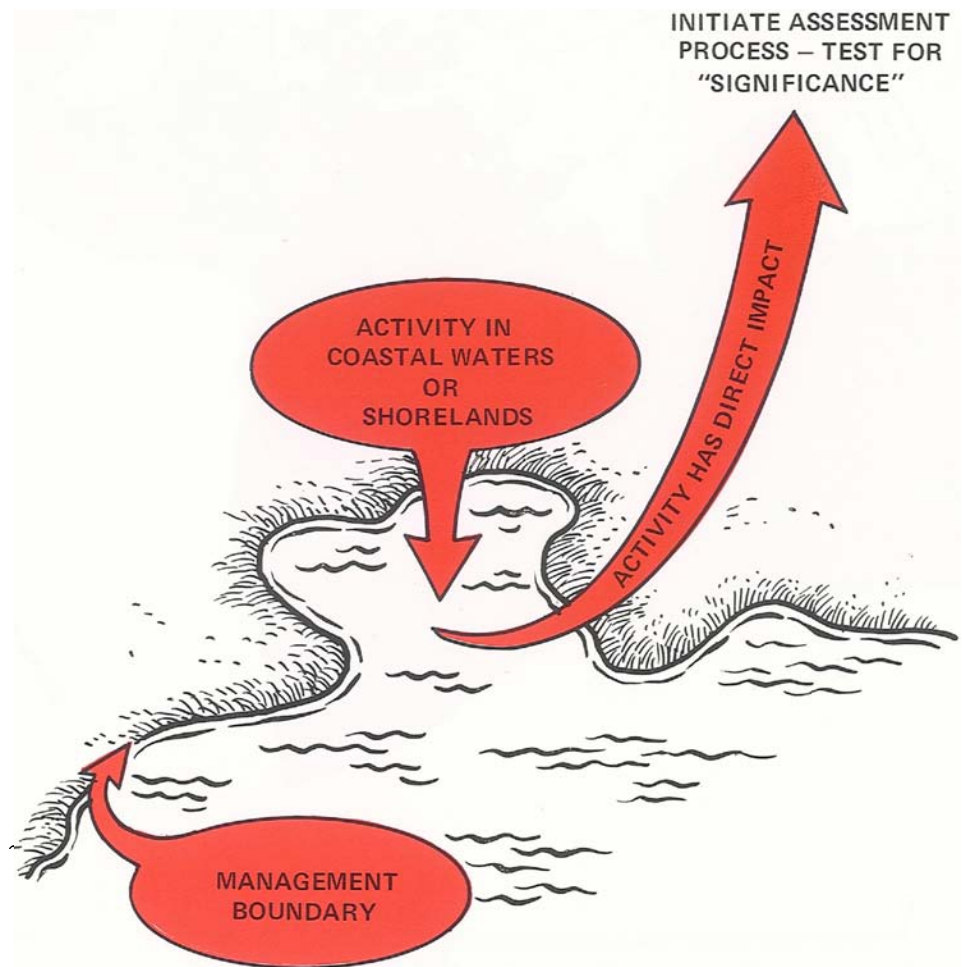 INITIATE ASSESSMENT
PROCESS – TEST FOR
"SIGNIFICANCE"
ACTIVITY IN
COASTAL WATERS
OR
SHORELANDS
ACTIVITY HAS DIRECT IMPACT
MANAGEMENT
BOUNDARY